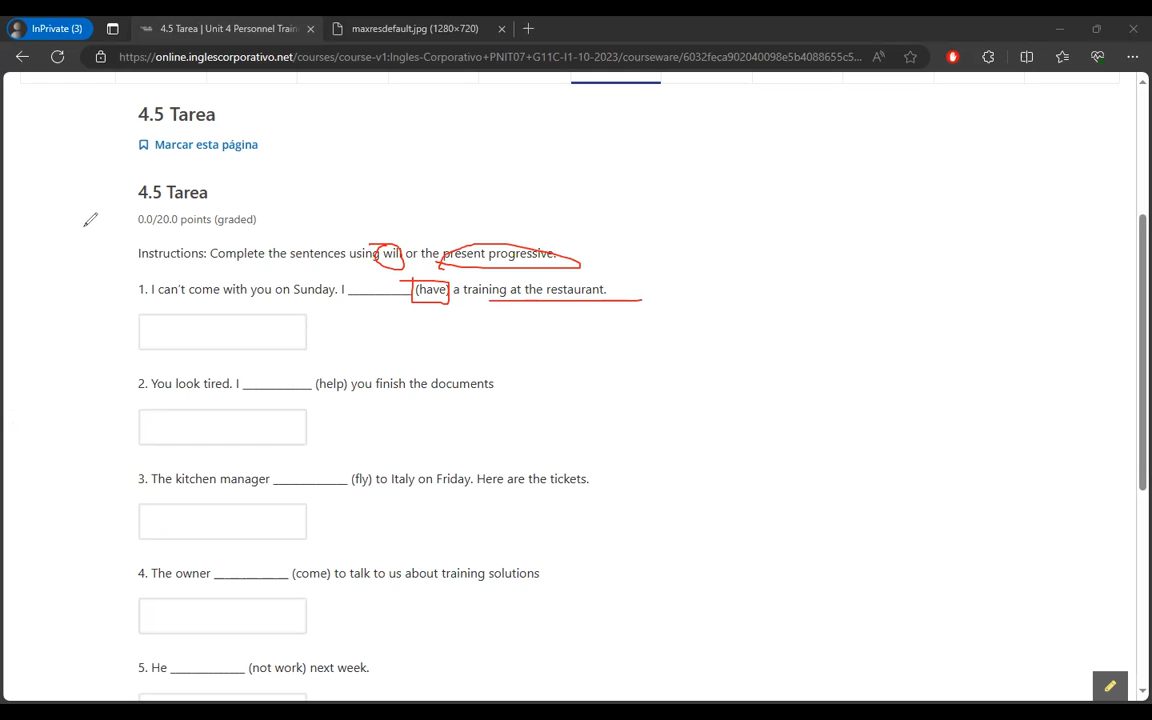 InPrivate (3)
4.5 Tarea | Unit 4 Personnel Train
maxresdefault.jpg (1280×720)
https://online.inglescorporativo.net/courses/course-v1:Ingles-Corporativo+PNIT07+G11C-I1-10-2023/courseware/6032feca902040098e5b4088655c5...
4.5 Tarea
Marcar esta página
4.5 Tarea
0.0/20.0 points (graded)
Instructions: Complete the sentences using will or the present progressive.
1. I can't come with you on Sunday. I __________ (have) a training at the restaurant.
2. You look tired. I ___________ (help) you finish the documents
3. The kitchen manager ____________ (fly) to Italy on Friday. Here are the tickets.
4. The owner ____________ (come) to talk to us about training solutions
5. He ____________ (not work) next week.